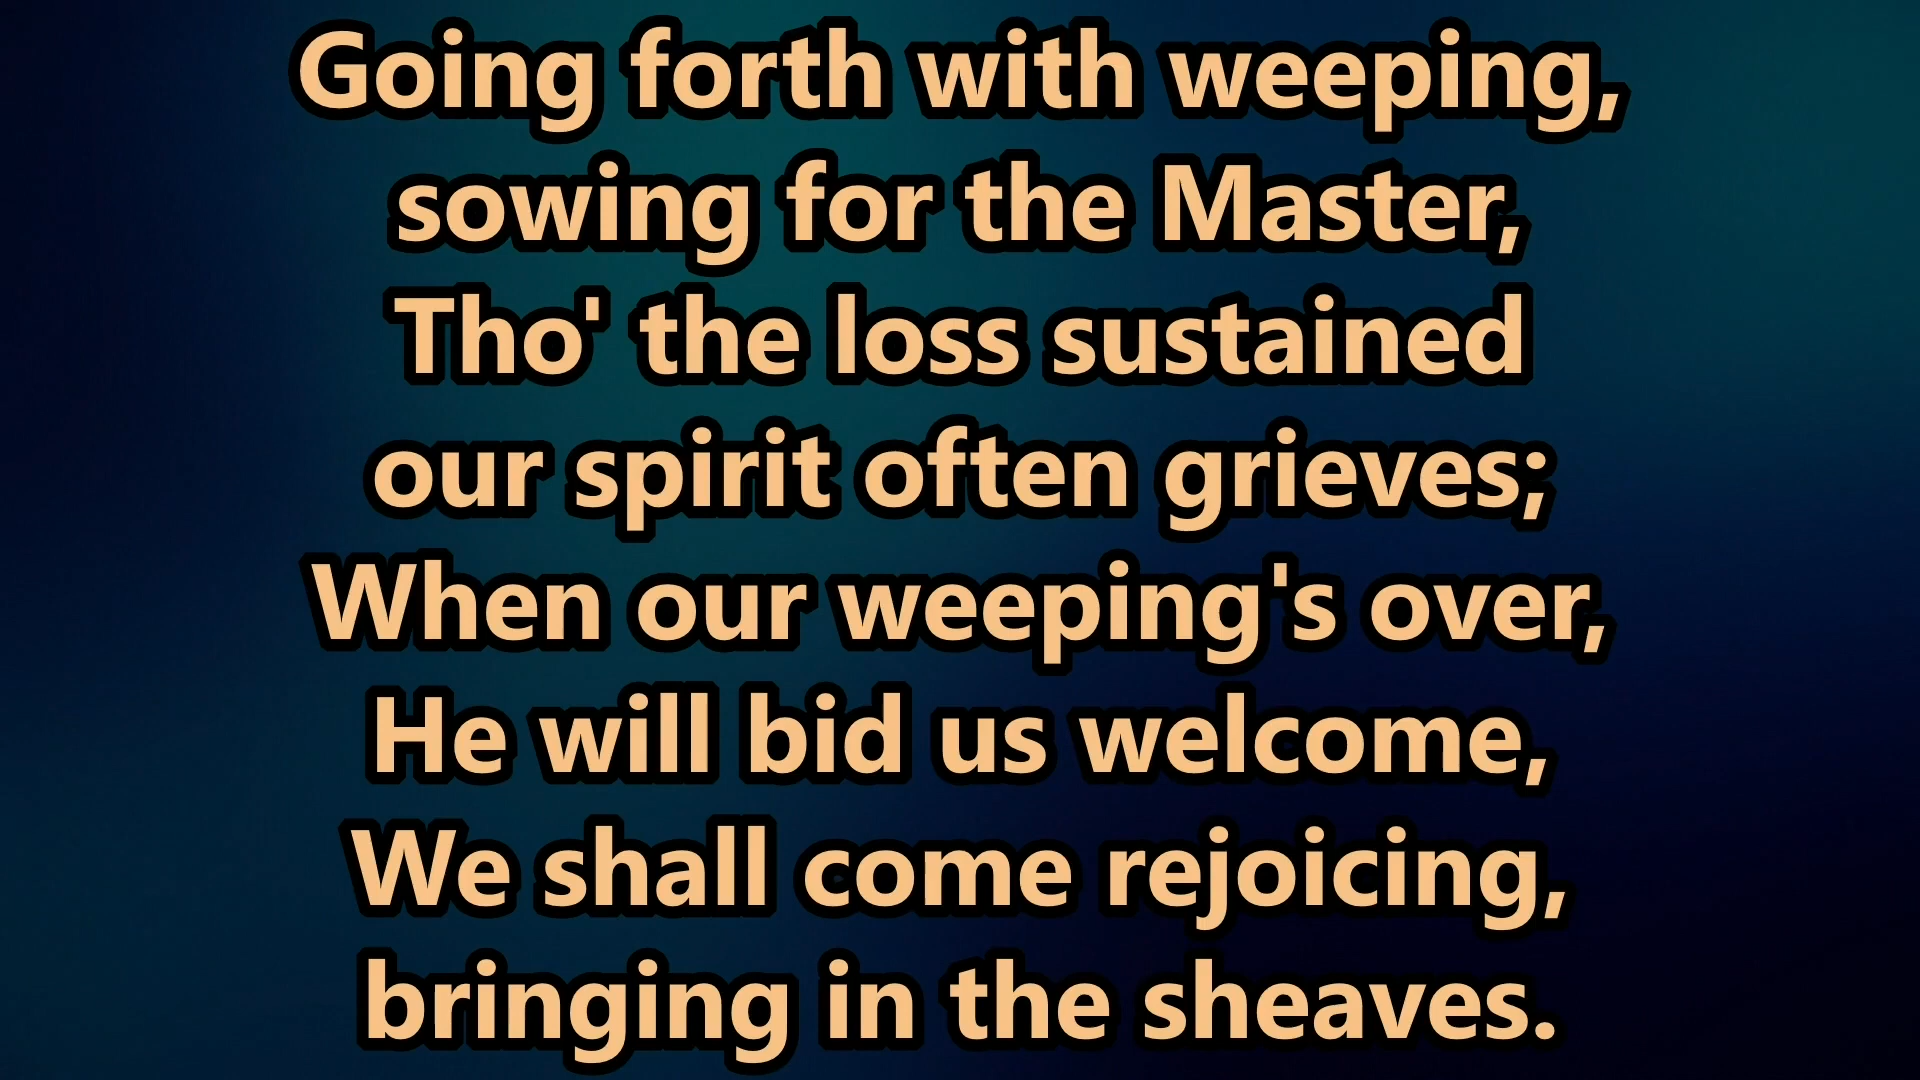 Going forth with weeping,
sowing for the Master,
Tho' the loss sustained
our spirit often grieves;
When our weeping's over,
He will bid us welcome,
We shall come rejoicing,
bringing in the sheaves.